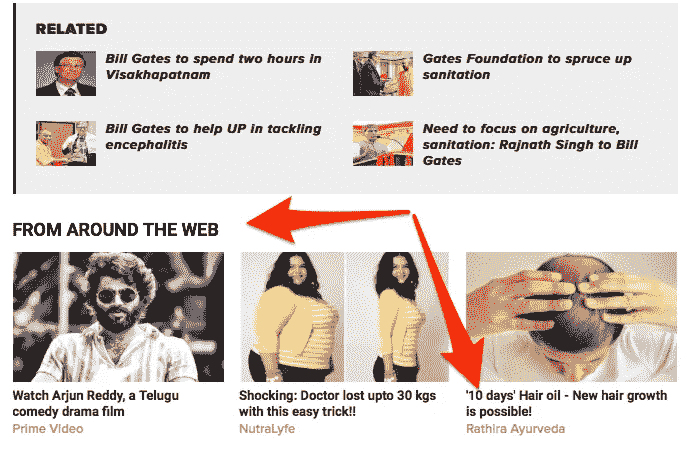 RELATED
Bill Gates to spend two hours in
Visakhapatnam
Gates Foundation to spruce up
sanitation
Bill Gates to help UP in tackling
encephalitis
Need to focus on agriculture,
sanitation: Rajnath Singh to Bill
Gates
FROM AROUND THE WEB
Watch Arjun Reddy, a Telugu
comedy drama film
Prime Video
Shocking: Doctor lost upto 30 kgs
with this easy trick!!
NutraLyfe
'10 days' Hair oil - New hair growth
is possible!
Rathira Ayurveda